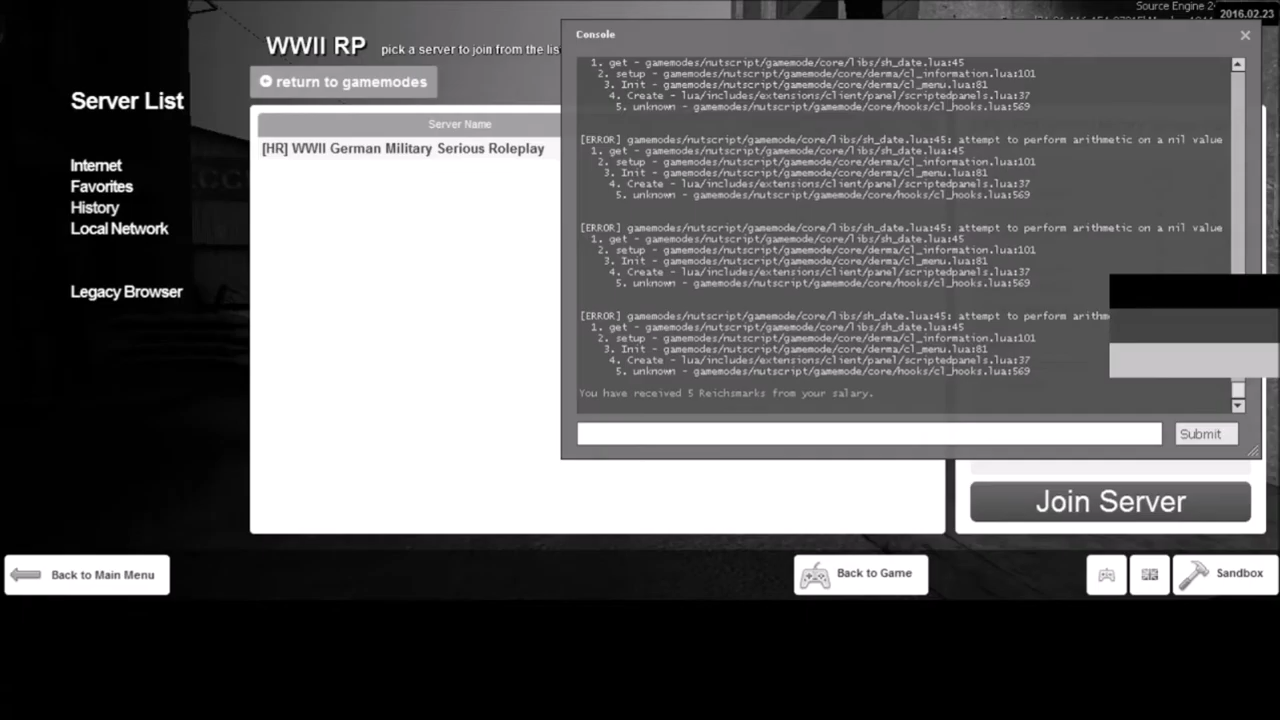 Source Engine 2
2016.02.23
WWII RP pick a server to join from the lis
return to gamemodes
Server List
Internet
Favorites
History
Local Network
Legacy Browser
Server Name
[HR] WWII German Military Serious Roleplay
Console
1. get - gamemodes/nutscript/gamemode/core/libs/sh_date.lua:45
2. setup - gamemodes/nutscript/gamemode/core/derma/cl_information.lua:101
3. Init - gamemodes/nutscript/gamemode/core/derma/cl_menu.lua:81
4. Create - lua/includes/extensions/client/panel/scriptedpanels.lua:37
5. unknown - gamemodes/nutscript/gamemode/core/hooks/cl_hooks.lua:569
[ERROR] gamemodes/nutscript/gamemode/core/libs/sh_date.lua:45: attempt to perform arithmetic on a nil value
1. get - gamemodes/nutscript/gamemode/core/libs/sh_date.lua:45
2. setup - gamemodes/nutscript/gamemode/core/derma/cl_information.lua:101
3. Init - gamemodes/nutscript/gamemode/core/derma/cl_menu.lua:81
4. Create - lua/includes/extensions/client/panel/scriptedpanels.lua:37
5. unknown - gamemodes/nutscript/gamemode/core/hooks/cl_hooks.lua:569
[ERROR] gamemodes/nutscript/gamemode/core/libs/sh_date.lua:45: attempt to perform arithmetic on a nil value
1. get - gamemodes/nutscript/gamemode/core/libs/sh_date.lua:45
2. setup - gamemodes/nutscript/gamemode/core/derma/cl_information.lua:101
3. Init - gamemodes/nutscript/gamemode/core/derma/cl_menu.lua:81
4. Create - lua/includes/extensions/client/panel/scriptedpanels.lua:37
5. unknown - gamemodes/nutscript/gamemode/core/hooks/cl_hooks.lua:569
[ERROR] gamemodes/nutscript/gamemode/core/libs/sh_date.lua:45: attempt to perform arithm
1. get - gamemodes/nutscript/gamemode/core/libs/sh_date.lua:45
2. setup - gamemodes/nutscript/gamemode/core/derma/cl_information.lua:101
3. Init - gamemodes/nutscript/gamemode/core/derma/cl_menu.lua:81
4. Create - lua/includes/extensions/client/panel/scriptedpanels.lua:37
5. unknown - gamemodes/nutscript/gamemode/core/hooks/cl_hooks.lua:569
You have received 5 Reichsmarks from your salary.
Submit
Join Server
Back to Main Menu
Back to Game
Sandbox